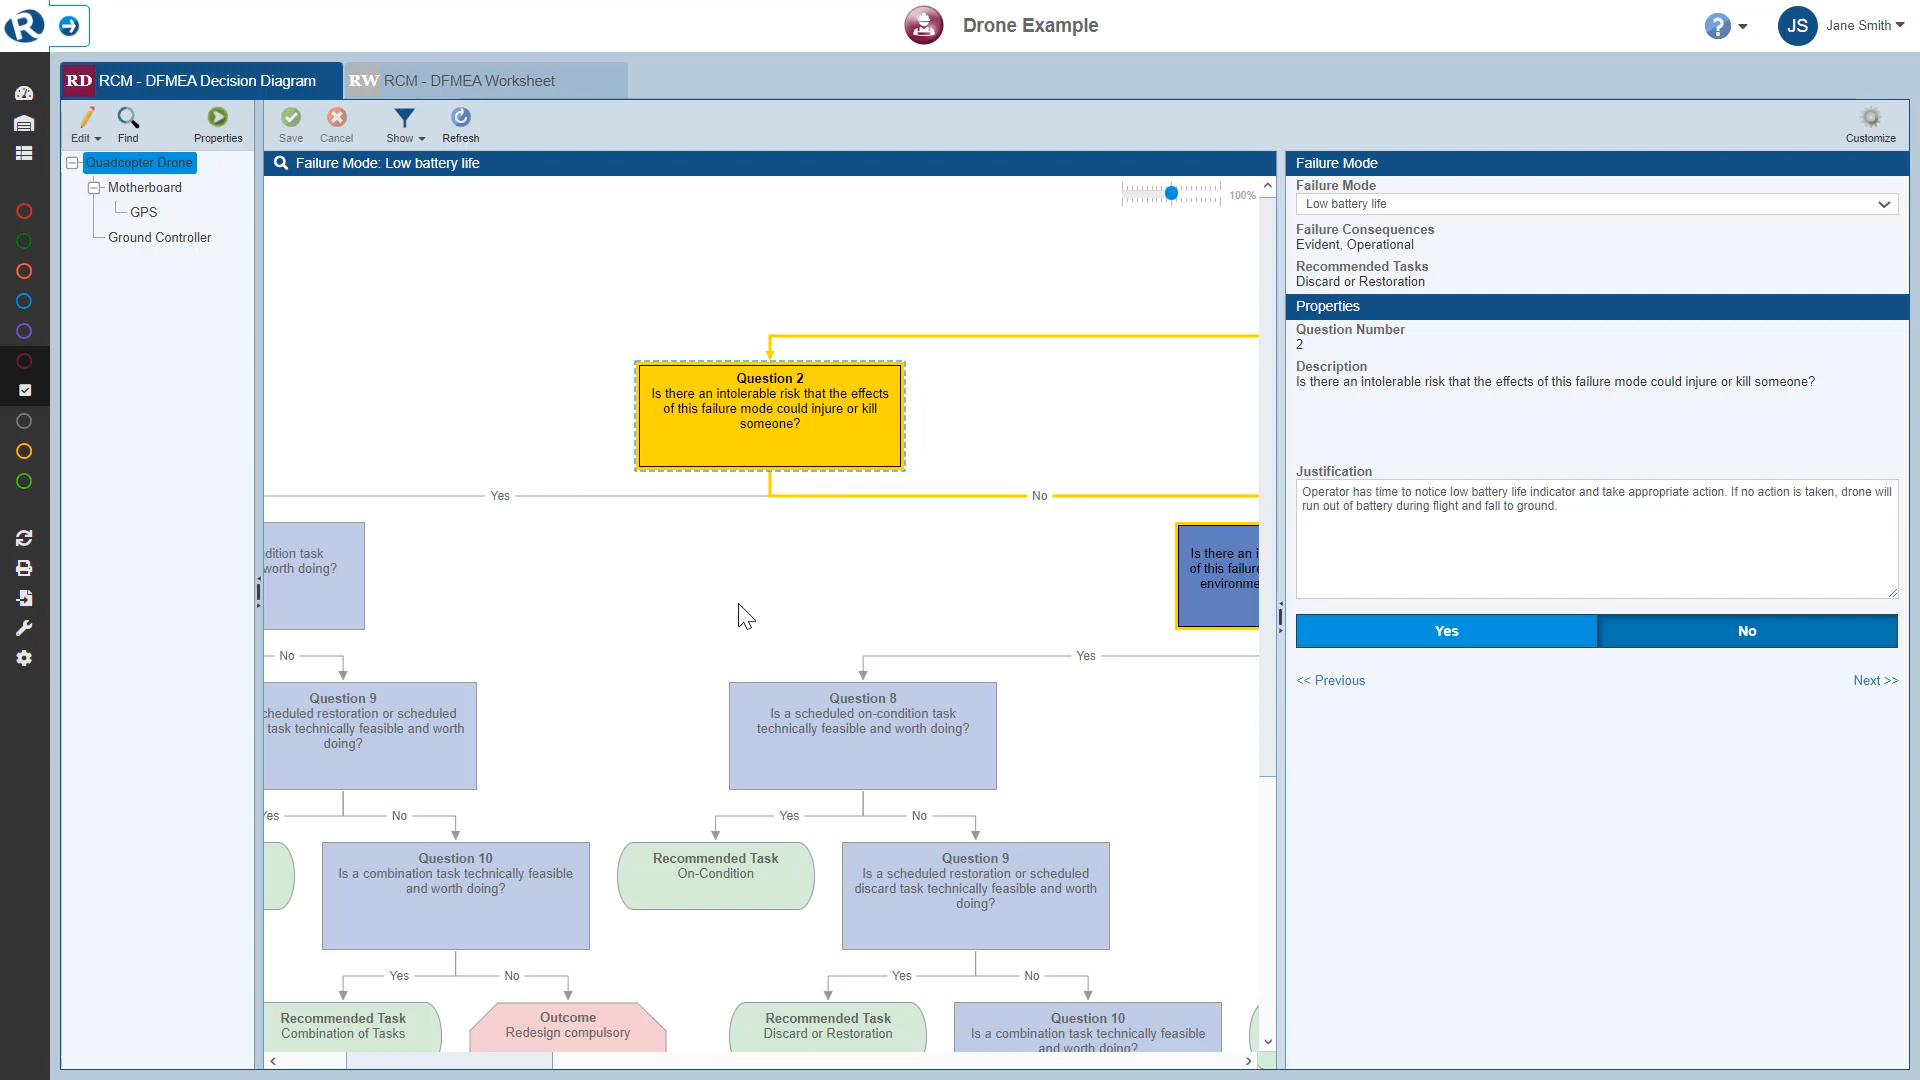 R
Drone Example
?
JS
Jane Smith
RD RCM - DFMEA Decision Diagram
RW RCM - DFMEA Worksheet
Edit
Find
Properties
Save
Cancel
Show
Refresh
Customize
Quadcopter Drone
Motherboard
GPS
Ground Controller
Failure Mode: Low battery life
100%
Question 2
Is there an intolerable risk that the effects
of this failure mode could injure or kill
someone?
Yes
No
dition task
worth doing?
Is there an i
of this failure
environme
No
Yes
Question 9
cheduled restoration or scheduled
task technically feasible and worth
doing?
Question 8
Is a scheduled on-condition task
technically feasible and worth doing?
Yes
No
Yes
No
Question 10
Is a combination task technically feasible
and worth doing?
Recommended Task
On-Condition
Question 9
Is a scheduled restoration or scheduled
discard task technically feasible and worth
doing?
Yes
No
Yes
No
Recommended Task
Combination of Tasks
Outcome
Redesign compulsory
Recommended Task
Discard or Restoration
Question 10
Is a combination task technically feasible
and worth doing?
Failure Mode
Failure Mode
Low battery life
Failure Consequences
Evident, Operational
Recommended Tasks
Discard or Restoration
Properties
Question Number
2
Description
Is there an intolerable risk that the effects of this failure mode could injure or kill someone?
Justification
Operator has time to notice low battery life indicator and take appropriate action. If no action is taken, drone will
run out of battery during flight and fall to ground.
Yes
No
<< Previous
Next >>